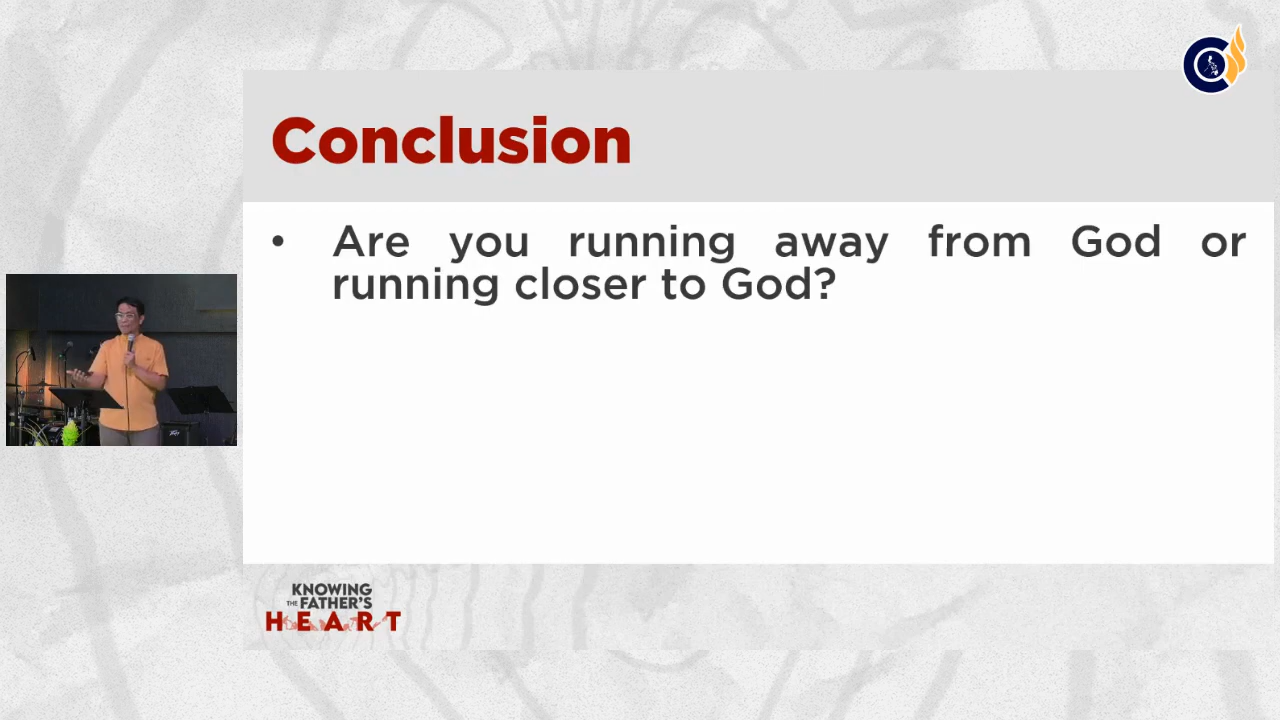 Conclusion
• Are you running away from God or
running closer to God?
KNOWING
THE FATHER'S
HEART